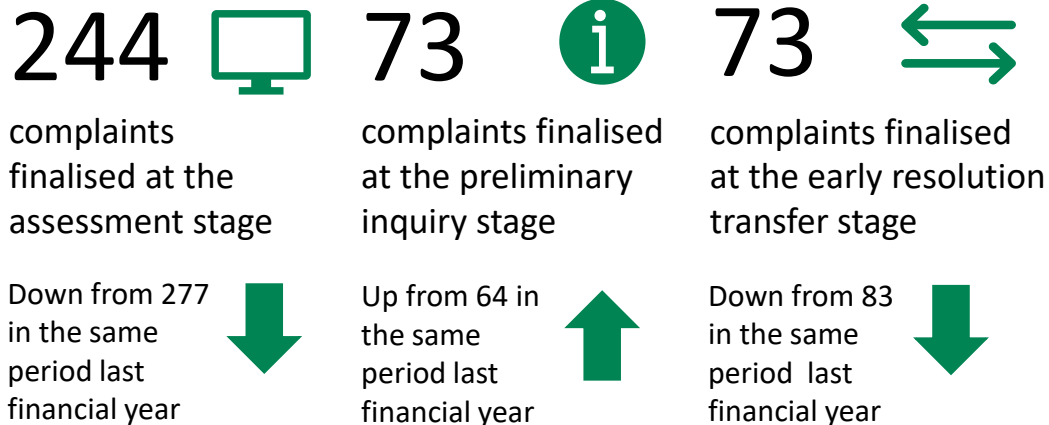 244
complaints
finalised at the
assessment stage
Down from 277
in the same
period last
financial year
73
complaints finalised
at the preliminary
inquiry stage
Up from 64 in
the same
period last
financial year
73
complaints finalised
at the early resolution
transfer stage
Down from 83
in the same
period last
financial year